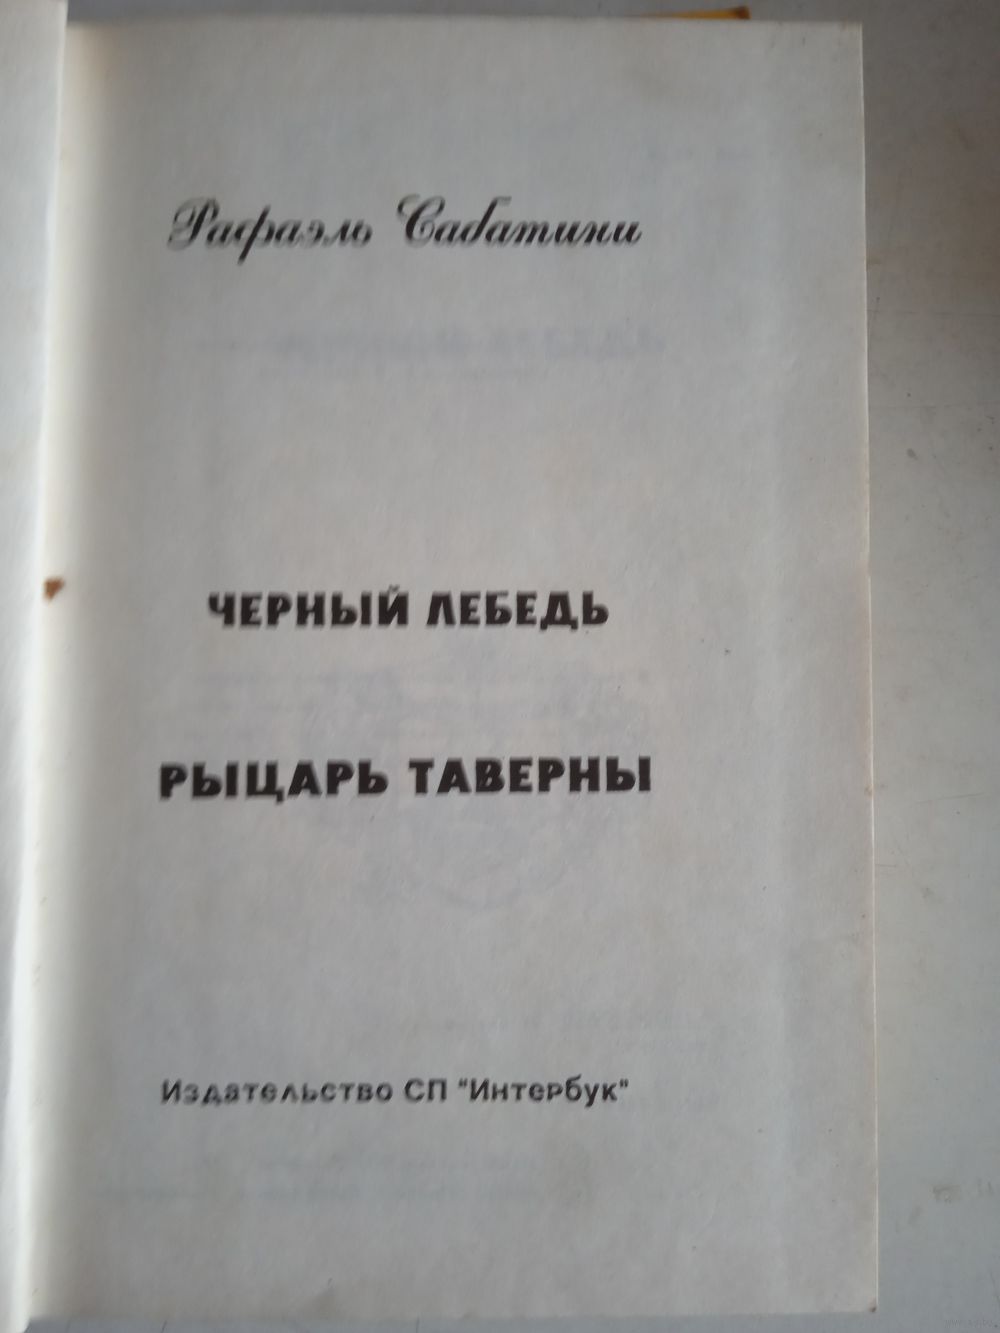 Рафаэль Сабатини
ЧЕРНЫЙ ЛЕБЕДЬ
РЫЦАРЬ ТАВЕРНЫ
Издательство СП "Интербук"